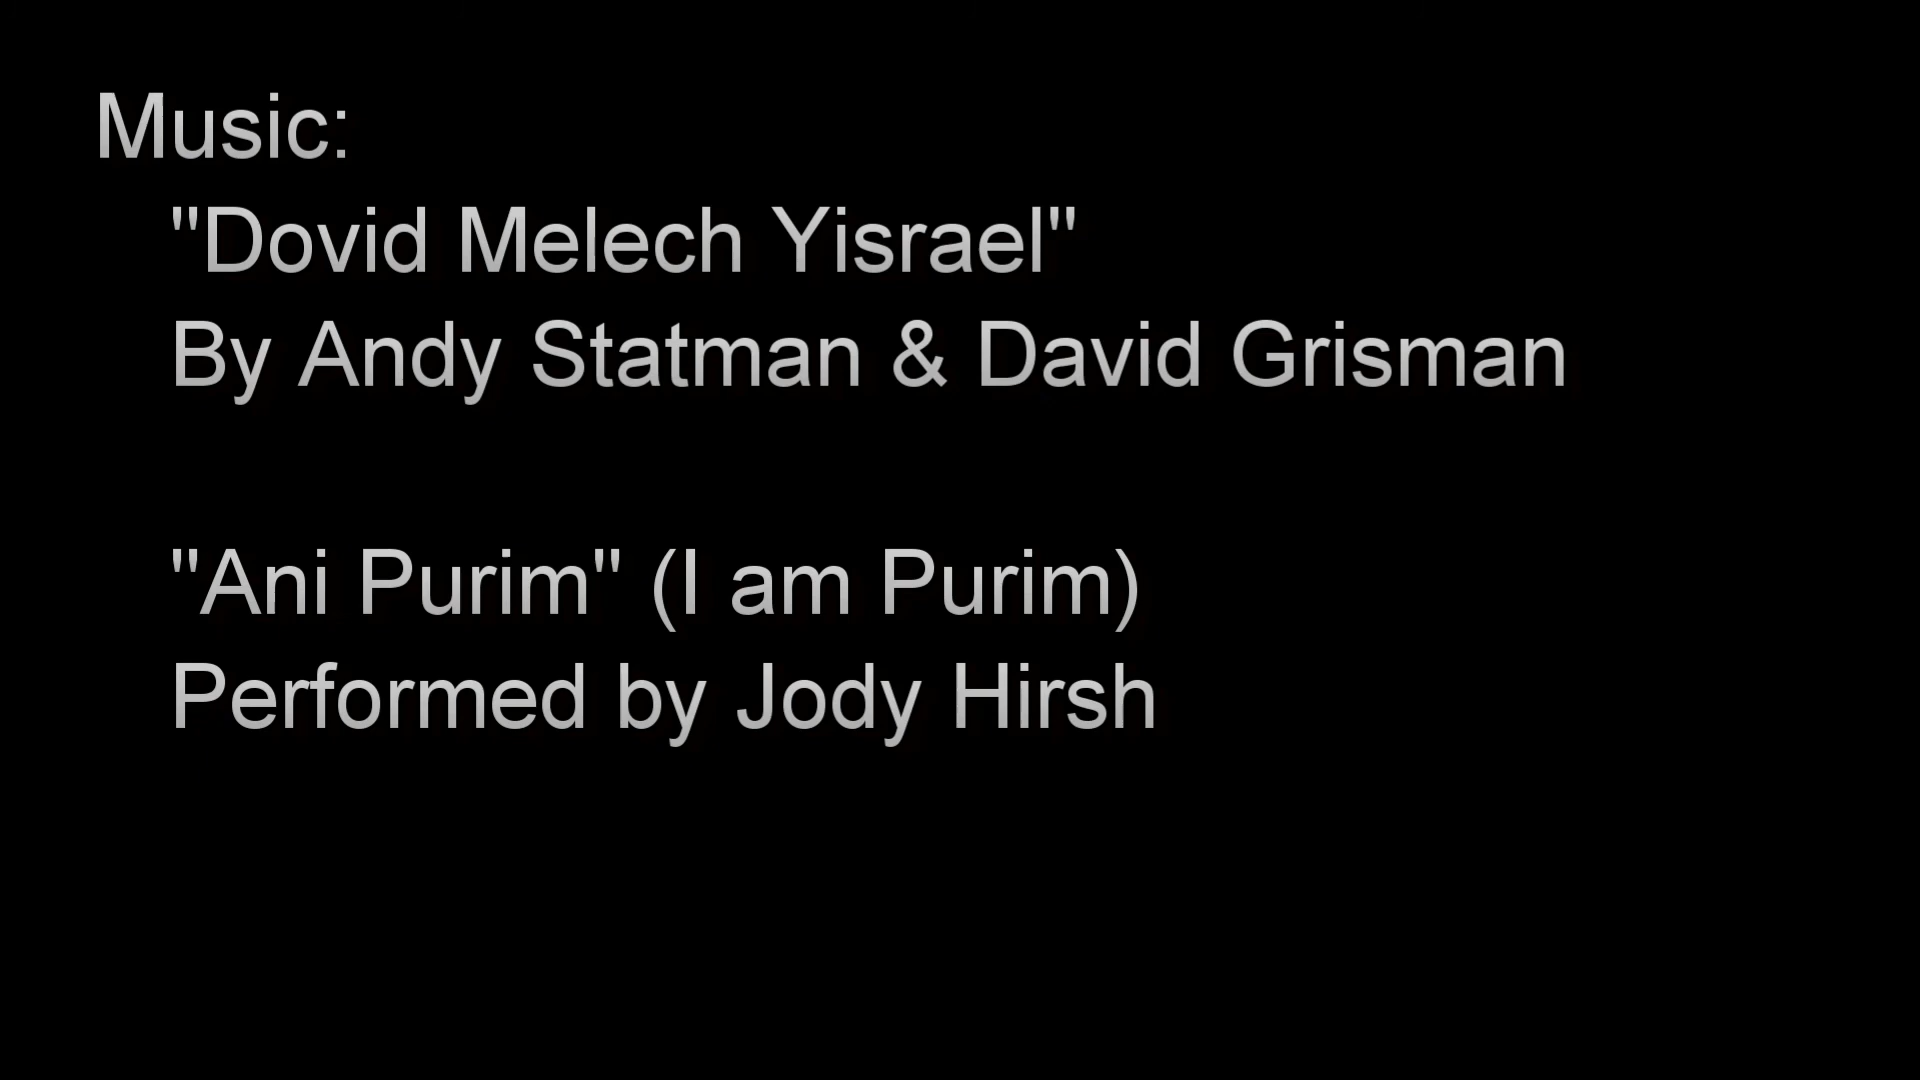 Music:
"Dovid Melech Yisrael"
By Andy Statman & David Grisman
"Ani Purim" (I am Purim)
Performed by Jody Hirsh